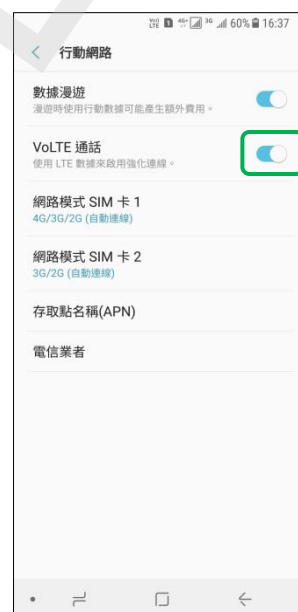 VoLTE 1 4G+ 3G 60% 16:37
行動網路
數據漫遊
漫遊時使用行動數據可能產生額外費用。
VoLTE 通話
使用 LTE 數據來啟用強化連線。
網路模式 SIM 卡 1
4G/3G/2G (自動連線)
網路模式 SIM 卡 2
3G/2G (自動連線)
存取點名稱(APN)
電信業者